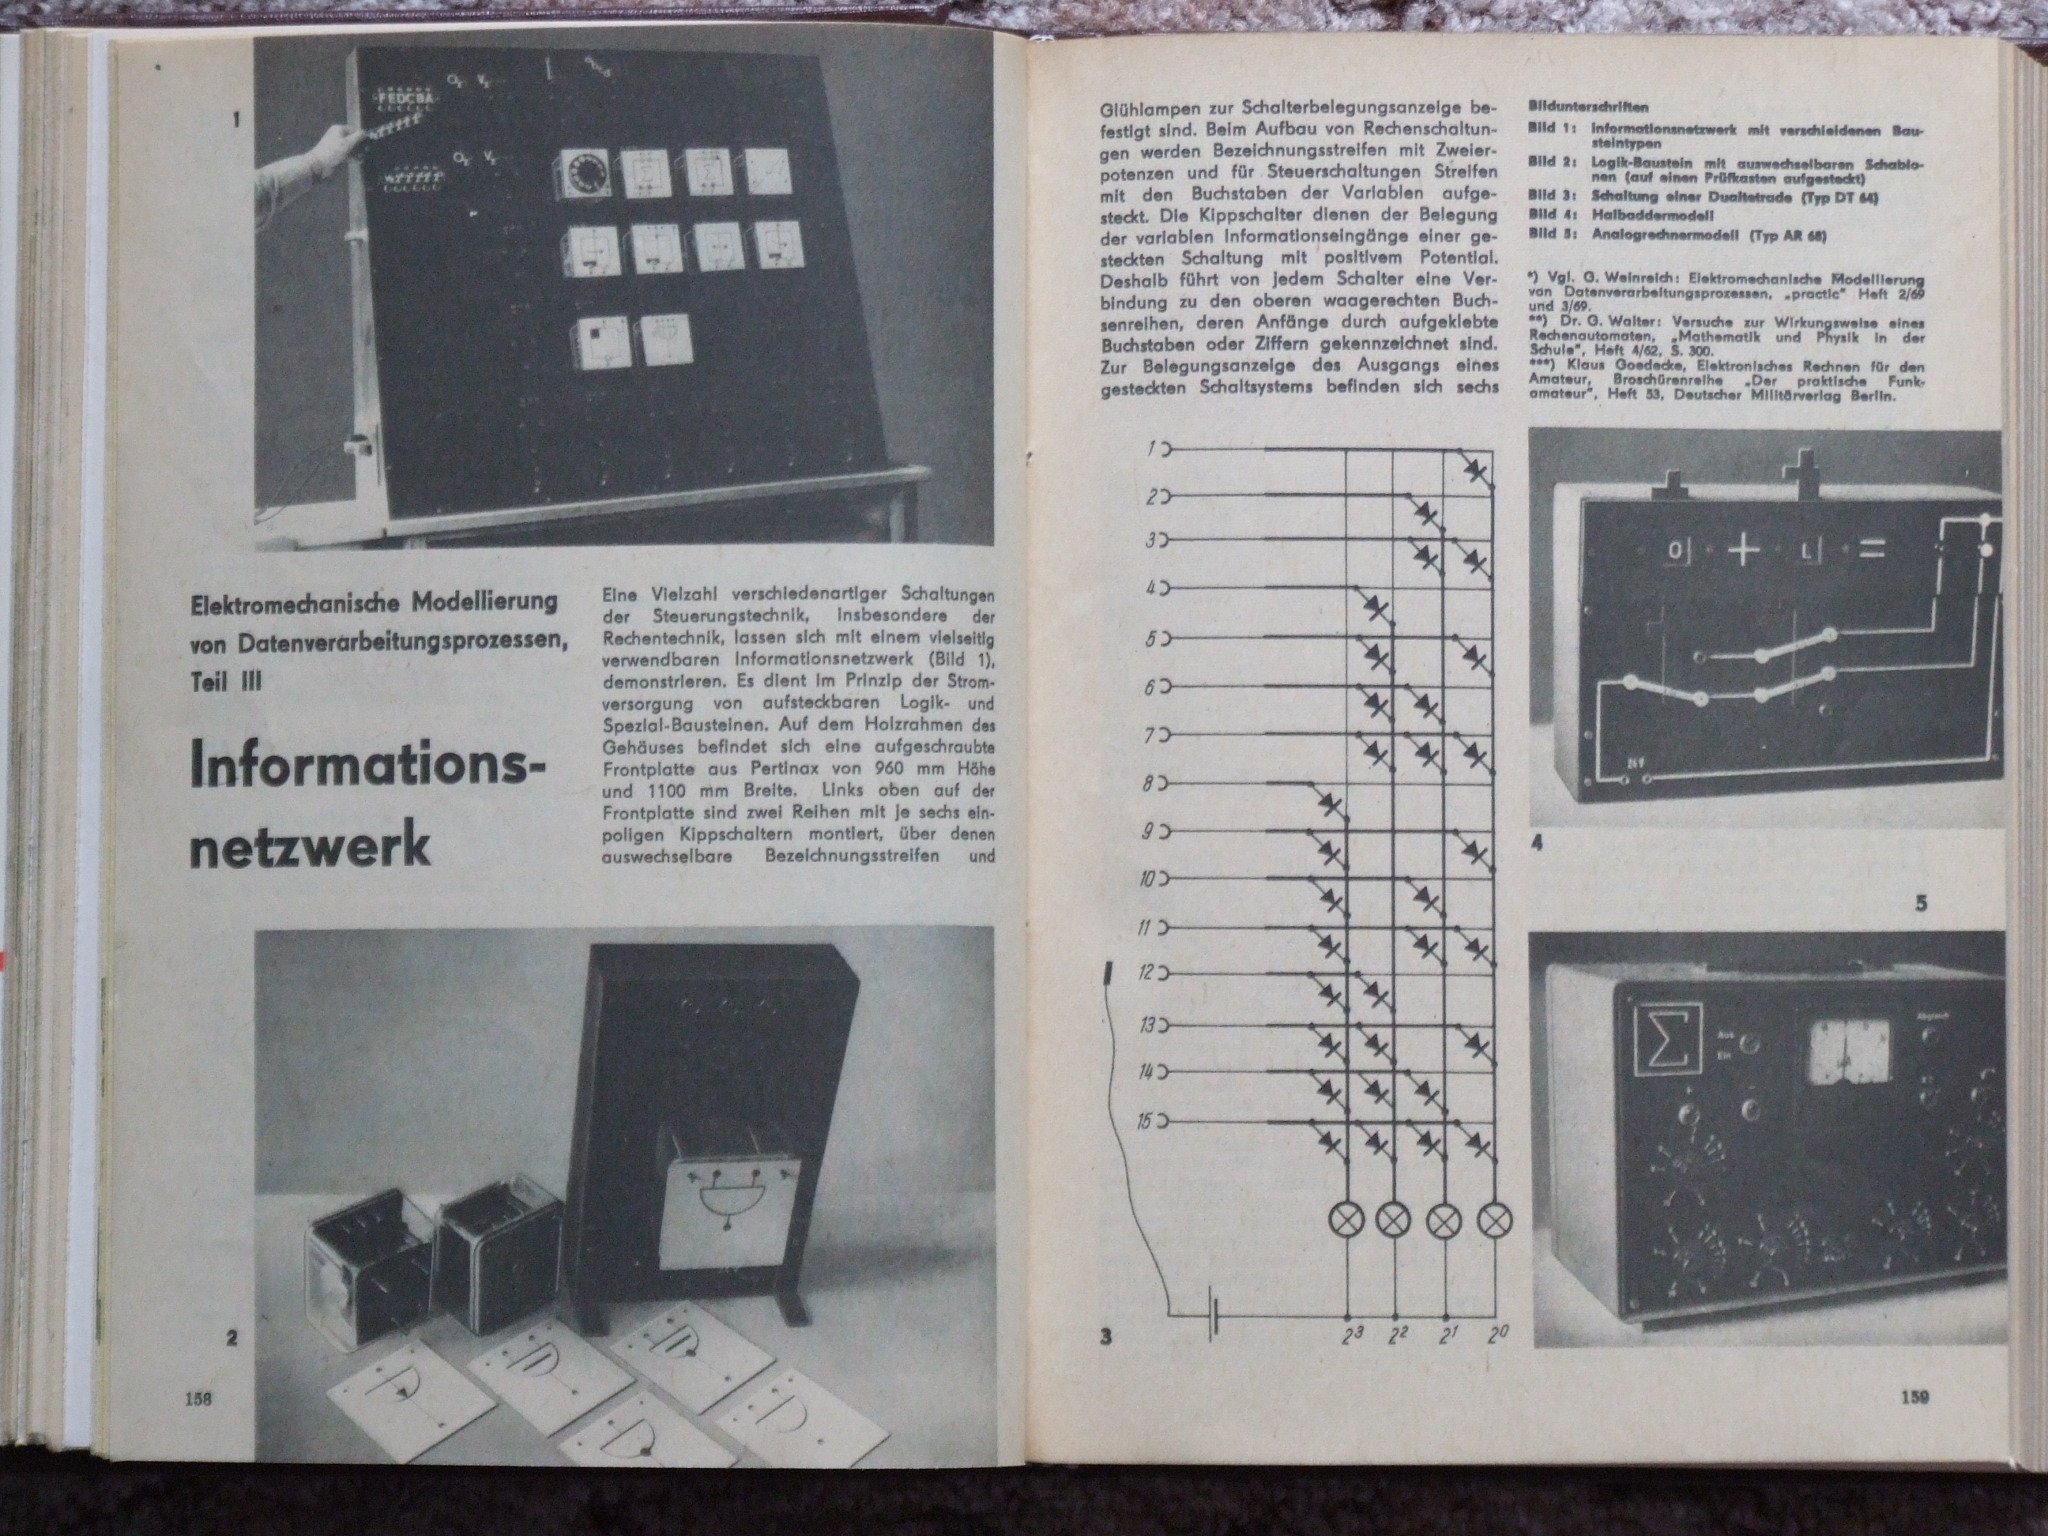 1
FEDCBA
Elektromechanische Modellierung
von Datenverarbeitungsprozessen,
Teil III
Informations-
netzwerk
Eine Vielzahl verschiedenartiger Schaltungen
der Steuerungstechnik, insbesondere der
Rechentechnik, lassen sich mit einem vielseitig
verwendbaren Informationsnetzwerk (Bild 1),
demonstrieren. Es dient im Prinzip der Strom-
versorgung von aufsteckbaren Logik- und
Spezial-Bausteinen. Auf dem Holzrahmen des
Gehäuses befindet sich eine aufgeschraubte
Frontplatte aus Pertinax von 960 mm Höhe
und 1100 mm Breite. Links oben auf der
Frontplatte sind zwei Reihen mit je sechs ein-
poligen Kippschaltern montiert, über denen
auswechselbare Bezeichnungsstreifen und
2
158
Glühlampen zur Schalterbelegungsanzeige be-
festigt sind. Beim Aufbau von Rechenschaltun-
gen werden Bezeichnungsstreifen mit Zweier-
potenzen und für Steuerschaltungen Streifen
mit den Buchstaben der Variablen aufge-
steckt. Die Kippschalter dienen der Belegung
der variablen Informationseingänge einer ge-
steckten Schaltung mit positivem Potential.
Deshalb führt von jedem Schalter eine Ver-
bindung zu den oberen waagerechten Buch-
senreihen, deren Anfänge durch aufgeklebte
Buchstaben oder Ziffern gekennzeichnet sind.
Zur Belegungsanzeige des Ausgangs eines
gesteckten Schaltsystems befinden sich sechs
Bildunterschriften
Bild 1: Informationsnetzwerk mit verschiedenen Bau-
steintypen
Bild 2: Logik-Baustein mit auswechselbaren Schablo-
nen (auf einen Prüfkasten aufgesteckt)
Bild 3: Schaltung einer Dualtetrade (Typ DT 64)
Bild 4: Halbaddermodell
Bild 5: Analogrechnermodell (Typ AR 68)
*) Vgl. G. Weinreich: Elektromechanische Modellierung
von Datenverarbeitungsprozessen, „practic" Heft 2/69
und 3/69.
**) Dr. G. Walter: Versuche zur Wirkungsweise eines
Rechenautomaten, „Mathematik und Physik in der
Schule", Heft 4/62, S. 300.
***) Klaus Goedecke, Elektronisches Rechnen für den
Amateur, Broschürenreihe „Der praktische Funk-
amateur", Heft 53, Deutscher Militärverlag Berlin.
1
2
3
4
5
6
7
8
9
10
11
12
13
14
15
2³ 2² 2¹ 2⁰
3
0 + L =
24V
4
5
Σ
Aus
Ein
Abgleich
+ -
159